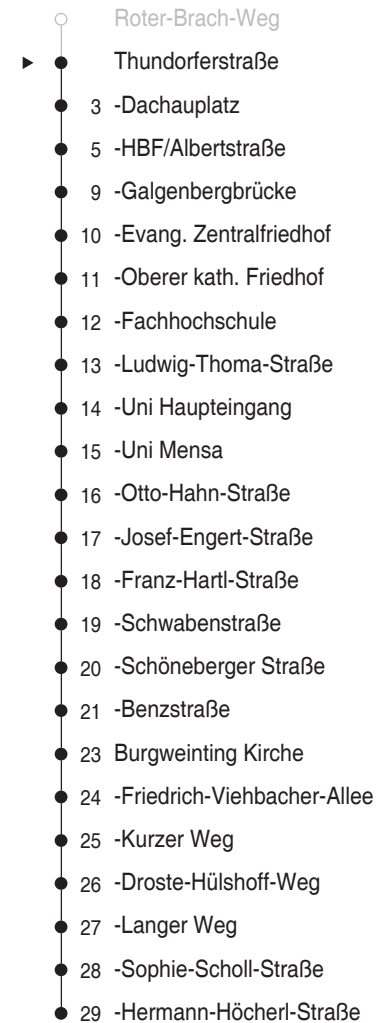 Roter-Brach-Weg
Thundorferstraße
3 -Dachauplatz
5 -HBF/Albertstraße
9 -Galgenbergbrücke
10 -Evang. Zentralfriedhof
11 -Oberer kath. Friedhof
12 -Fachhochschule
13 -Ludwig-Thoma-Straße
14 -Uni Haupteingang
15 -Uni Mensa
16 -Otto-Hahn-Straße
17 -Josef-Engert-Straße
18 -Franz-Hartl-Straße
19 -Schwabenstraße
20 -Schöneberger Straße
21 -Benzstraße
23 Burgweinting Kirche
24 -Friedrich-Viehbacher-Allee
25 -Kurzer Weg
26 -Droste-Hülshoff-Weg
27 -Langer Weg
28 -Sophie-Scholl-Straße
29 -Hermann-Höcherl-Straße